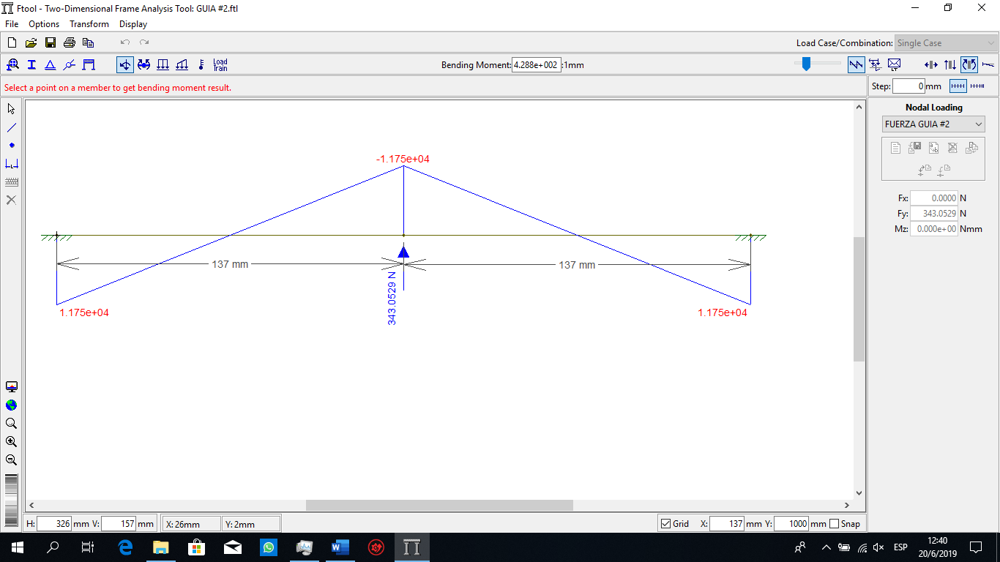 Ftool - Two-Dimensional Frame Analysis Tool: GUIA #2.ftl
File Options Transform Display
Load Case/Combination: Single Case
Load Train
Bending Moment: 4.288e+002 :1mm
Select a point on a member to get bending moment result.
Step: 0 mm
Nodal Loading
FUERZA GUIA #2
Fx: 0.0000 N
Fy: 343.0529 N
Mz: 0.000e+00 Nmm
-1.175e+04
137 mm
137 mm
343.0529 N
1.175e+04
1.175e+04
H: 326 mm V: 157 mm X: 26mm Y: 2mm Grid X: 137 mm Y: 1000 mm Snap
ESP
12:40
20/6/2019